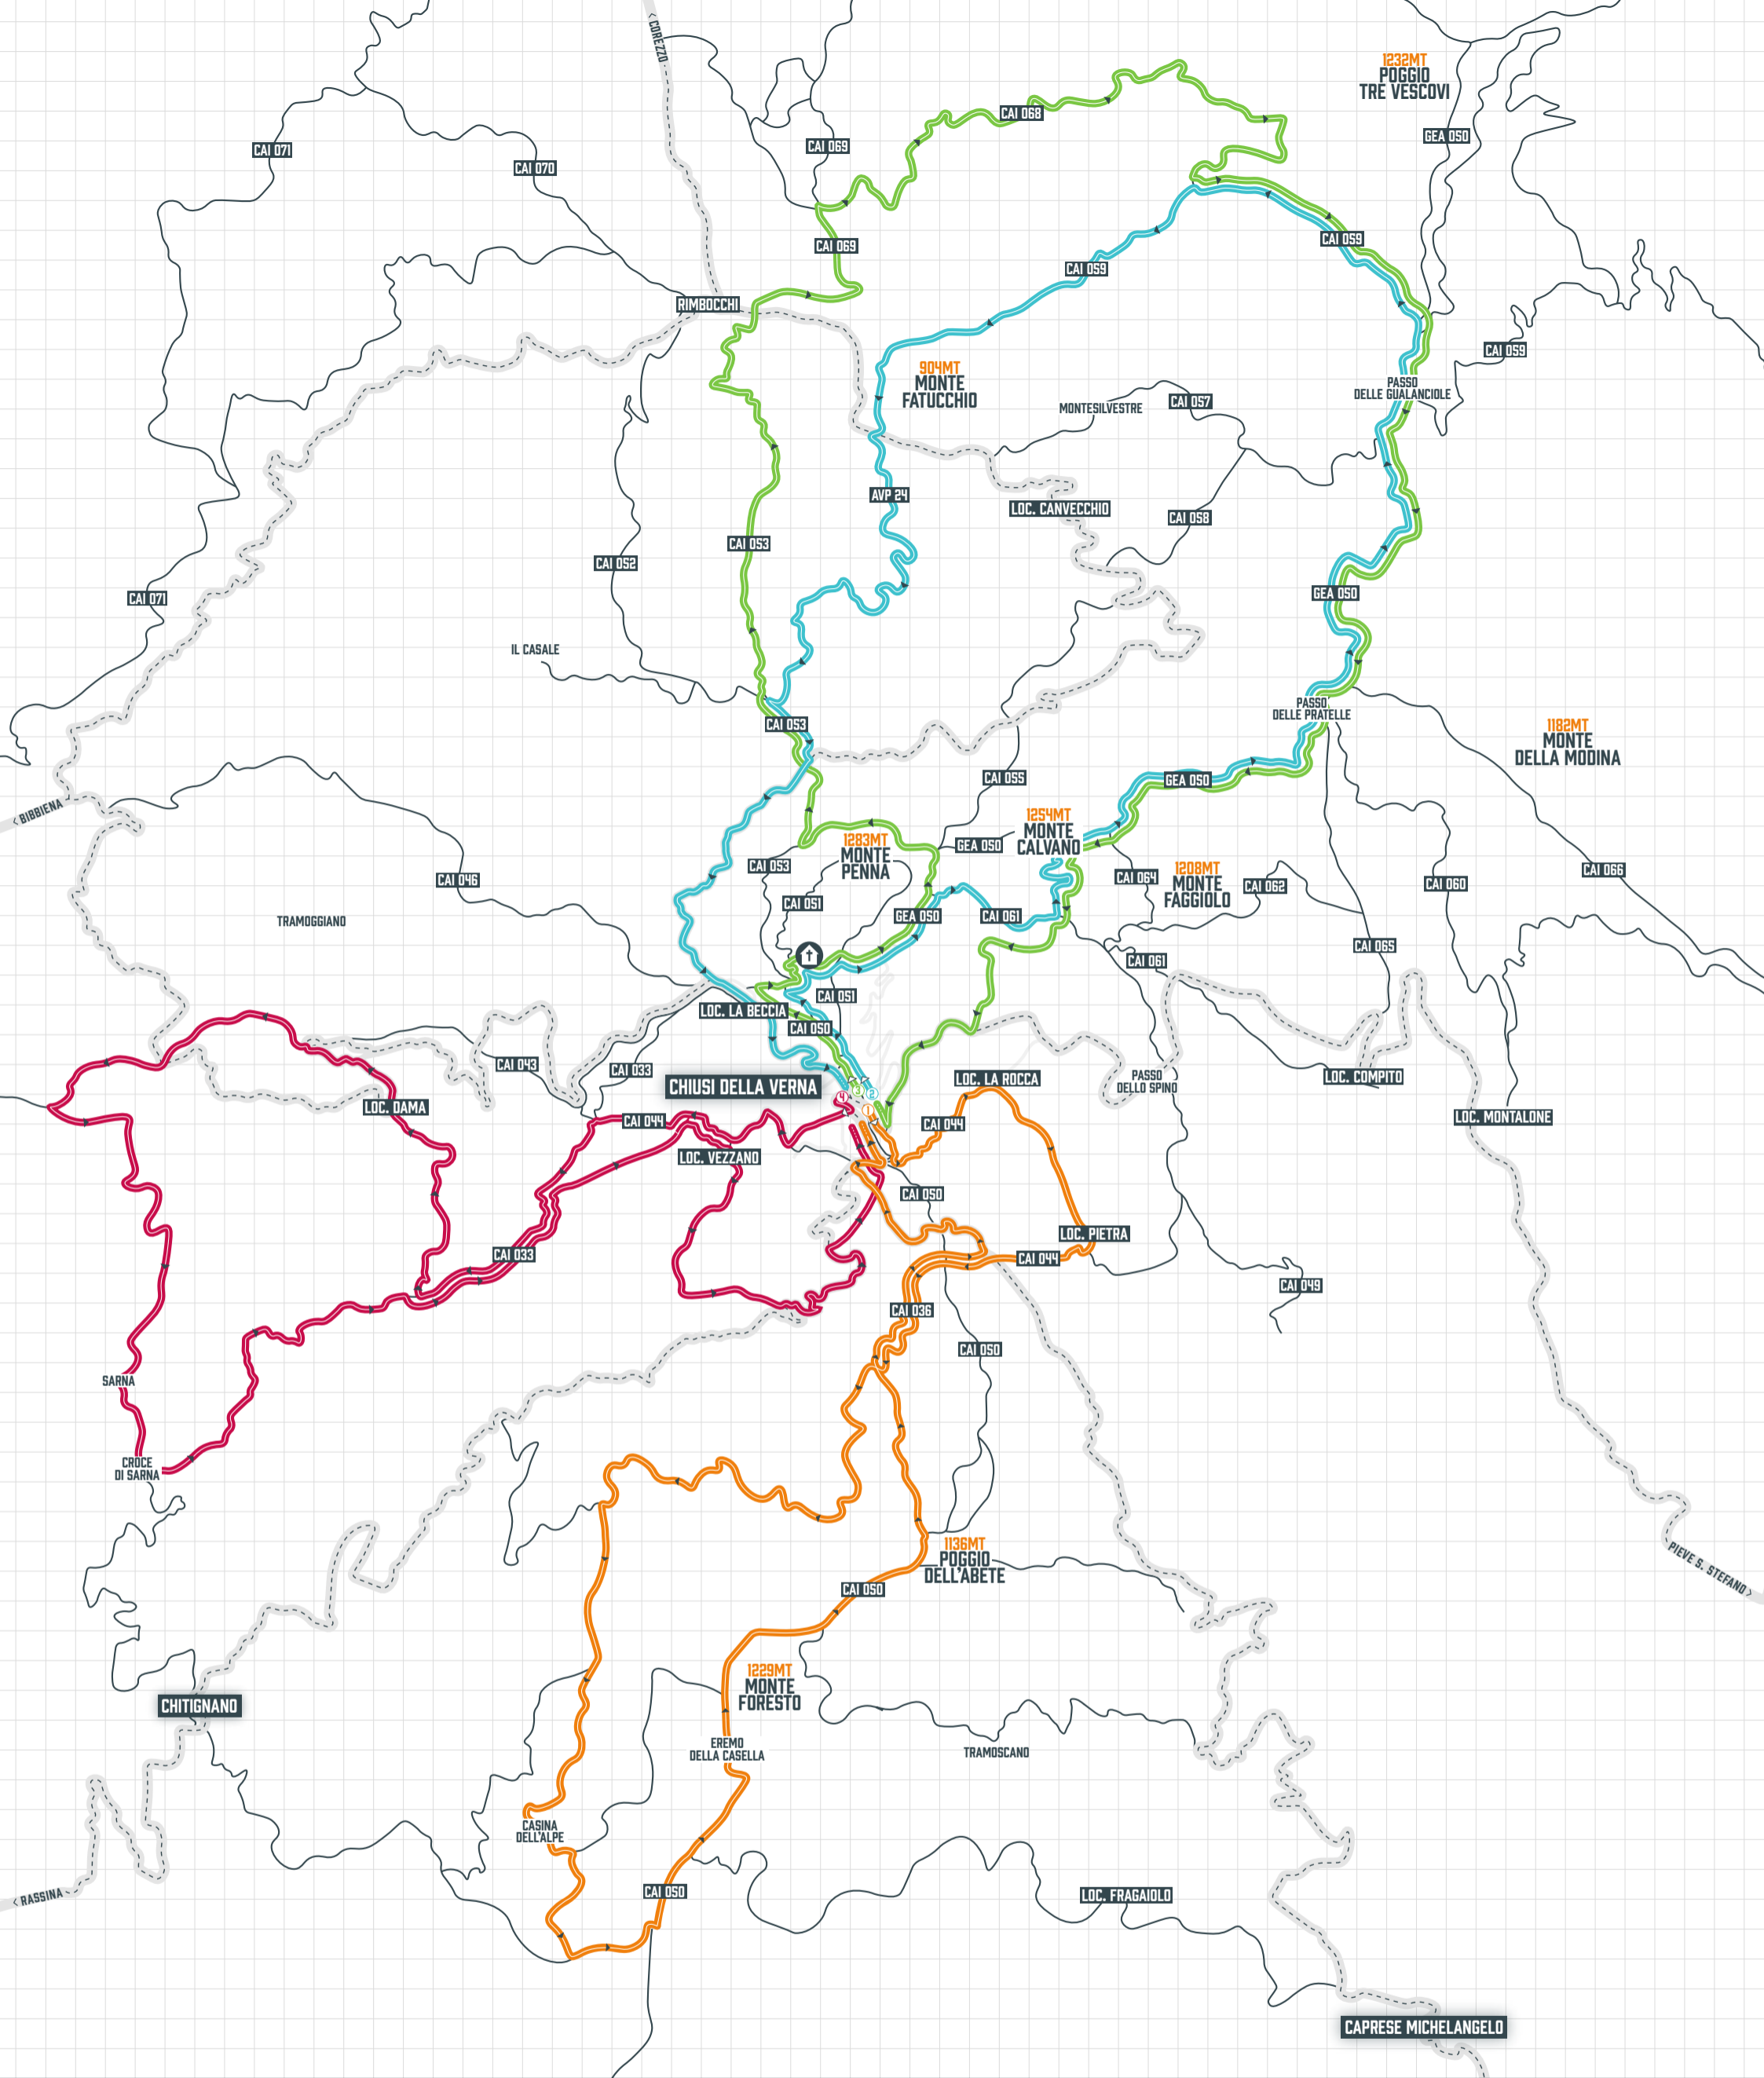 < COREZZO
1232MT
POGGIO
TRE VESCOVI
CAI 068
GEA 050
CAI 071
CAI 069
CAI 070
CAI 059
CAI 069
CAI 059
RIMBOCCHI
CAI 059
904MT
MONTE
FATUCCHIO
PASSO
DELLE GUALANCIOLE
MONTESILVESTRE
CAI 057
AVP 24
LOC. CANVECCHIO
CAI 058
CAI 053
CAI 052
GEA 050
CAI 071
IL CASALE
PASSO
DELLE PRATELLE
CAI 053
1182MT
MONTE
DELLA MODINA
CAI 055
GEA 050
< BIBBIENA
1254MT
MONTE
CALVANO
1283MT
MONTE
PENNA
GEA 050
CAI 053
CAI 046
CAI 064
1208MT
MONTE
FAGGIOLO
CAI 062
CAI 060
CAI 066
CAI 051
TRAMOGGIANO
GEA 050
CAI 061
CAI 065
CAI 061
CAI 051
LOC. LA BECCIA
CAI 050
CAI 043
CAI 033
CHIUSI DELLA VERNA
LOC. LA ROCCA
PASSO
DELLO SPINO
LOC. COMPITO
3
2
4
1
LOC. DAMA
CAI 044
CAI 044
LOC. MONTALONE
LOC. VEZZANO
CAI 050
LOC. PIETRA
CAI 033
CAI 044
CAI 049
CAI 036
CAI 050
SARNA
CROCE
DI SARNA
1136MT
POGGIO
DELL'ABETE
PIEVE S. STEFANO >
CAI 050
1229MT
MONTE
FORESTO
CHITIGNANO
EREMO
DELLA CASELLA
TRAMOSCANO
CASINA
DELL'ALPE
CAI 050
LOC. FRAGAIOLO
< RASSINA
CAPRESE MICHELANGELO